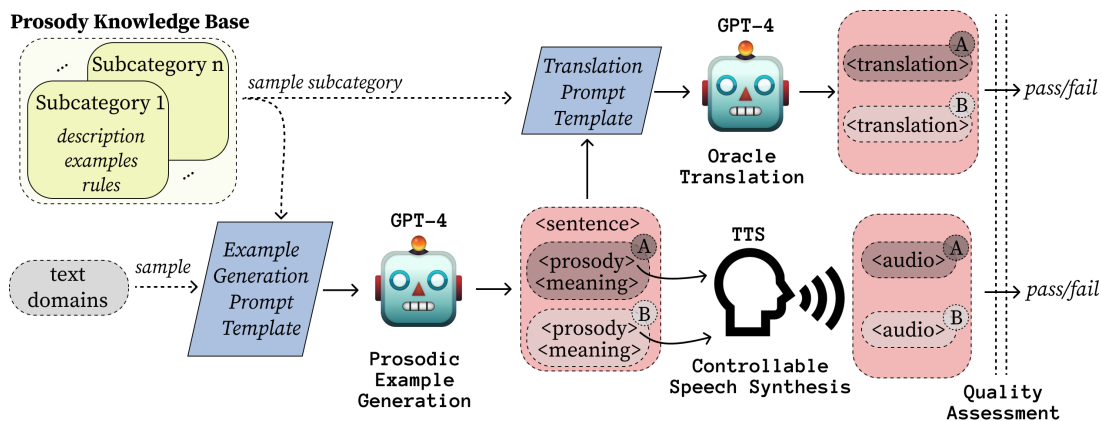 Prosody Knowledge Base
...
Subcategory n
Subcategory 1
description
examples
rules
...
sample subcategory
text
domains
sample
Example
Generation
Prompt
Template
GPT-4
Prosodic
Example
Generation
<sentence>
A
<prosody>
<meaning>
B
<prosody>
<meaning>
Translation
Prompt
Template
GPT-4
Oracle
Translation
A
<translation>
B
<translation>
pass/fail
TTS
Controllable
Speech Synthesis
A
<audio>
B
<audio>
pass/fail
Quality
Assessment